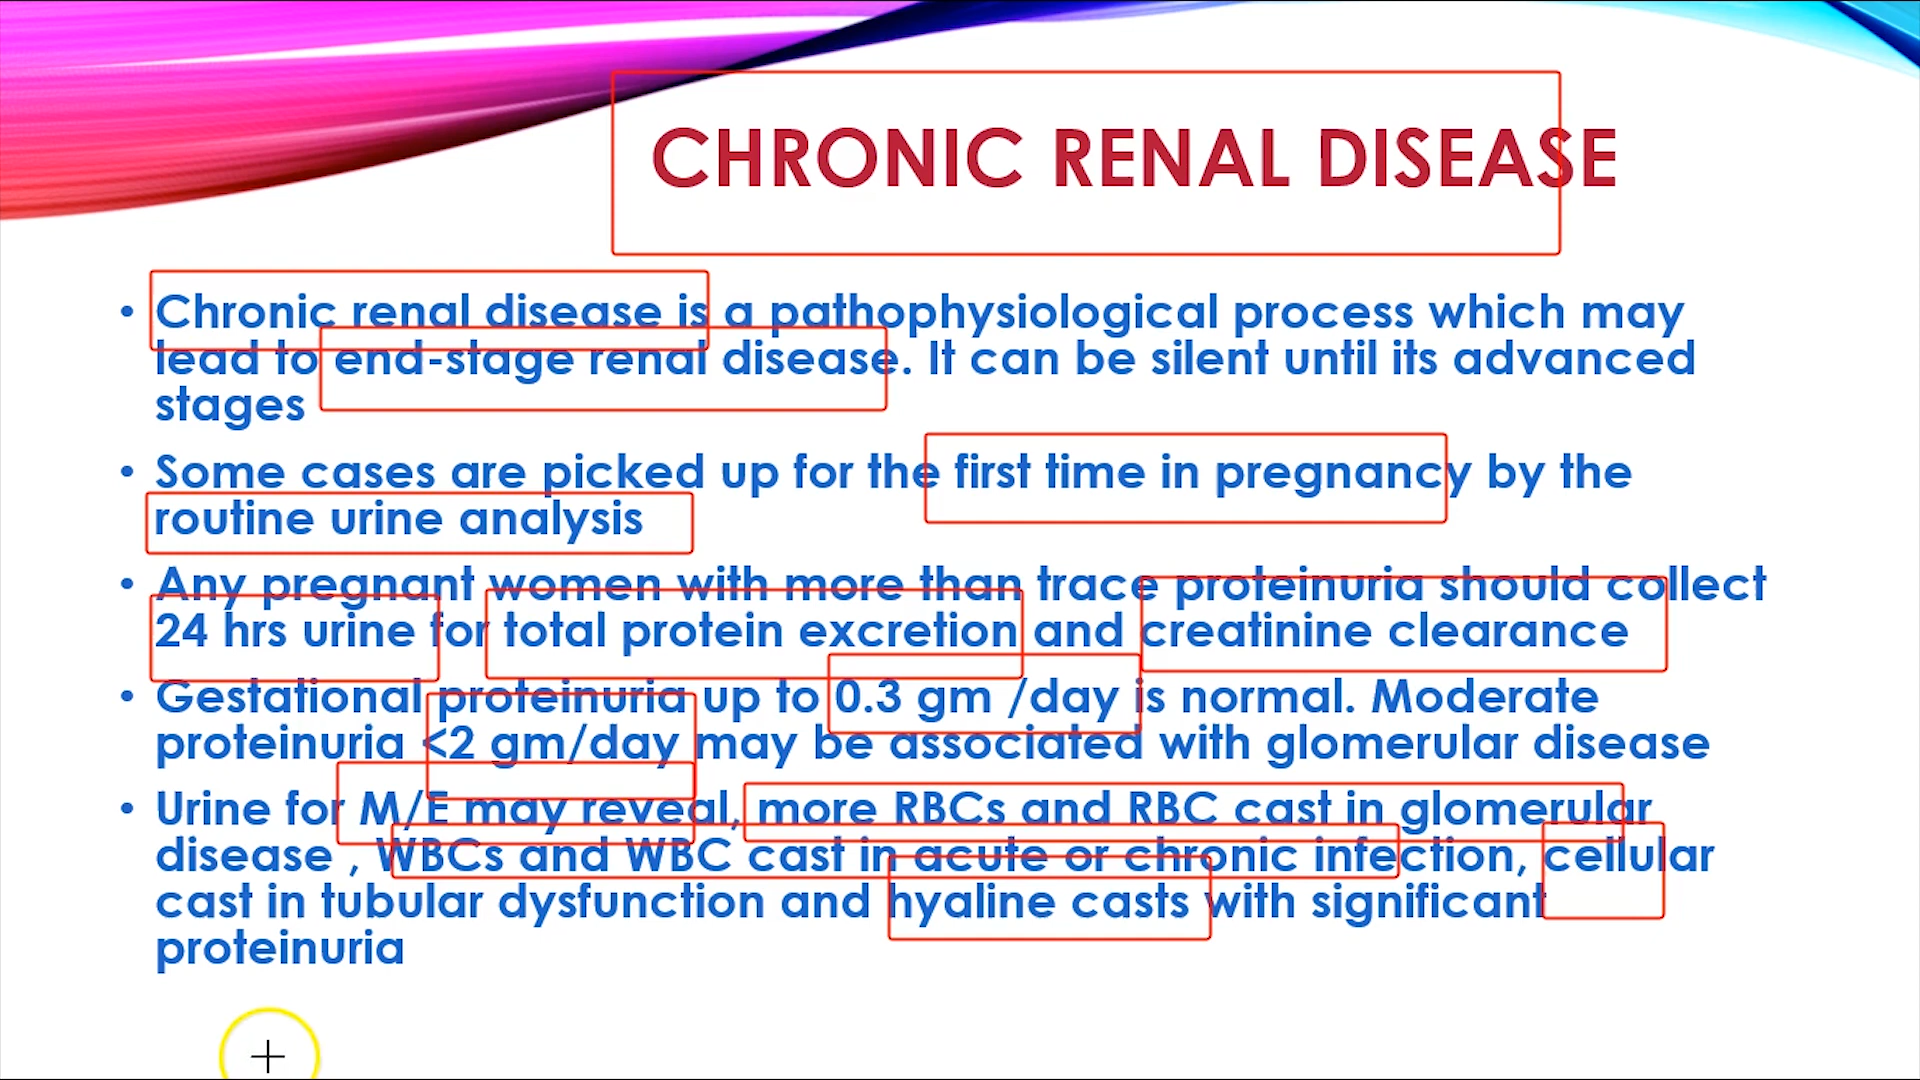 CHRONIC RENAL DISEASE
• Chronic renal disease is a pathophysiological process which may
lead to end-stage renal disease. It can be silent until its advanced
stages
• Some cases are picked up for the first time in pregnancy by the
routine urine analysis
• Any pregnant women with more than trace proteinuria should collect
24 hrs urine for total protein excretion and creatinine clearance
• Gestational proteinuria up to 0.3 gm /day is normal. Moderate
proteinuria <2 gm/day may be associated with glomerular disease
• Urine for M/E may reveal, more RBCs and RBC cast in glomerular
disease , WBCs and WBC cast in acute or chronic infection, cellular
cast in tubular dysfunction and hyaline casts with significant
proteinuria